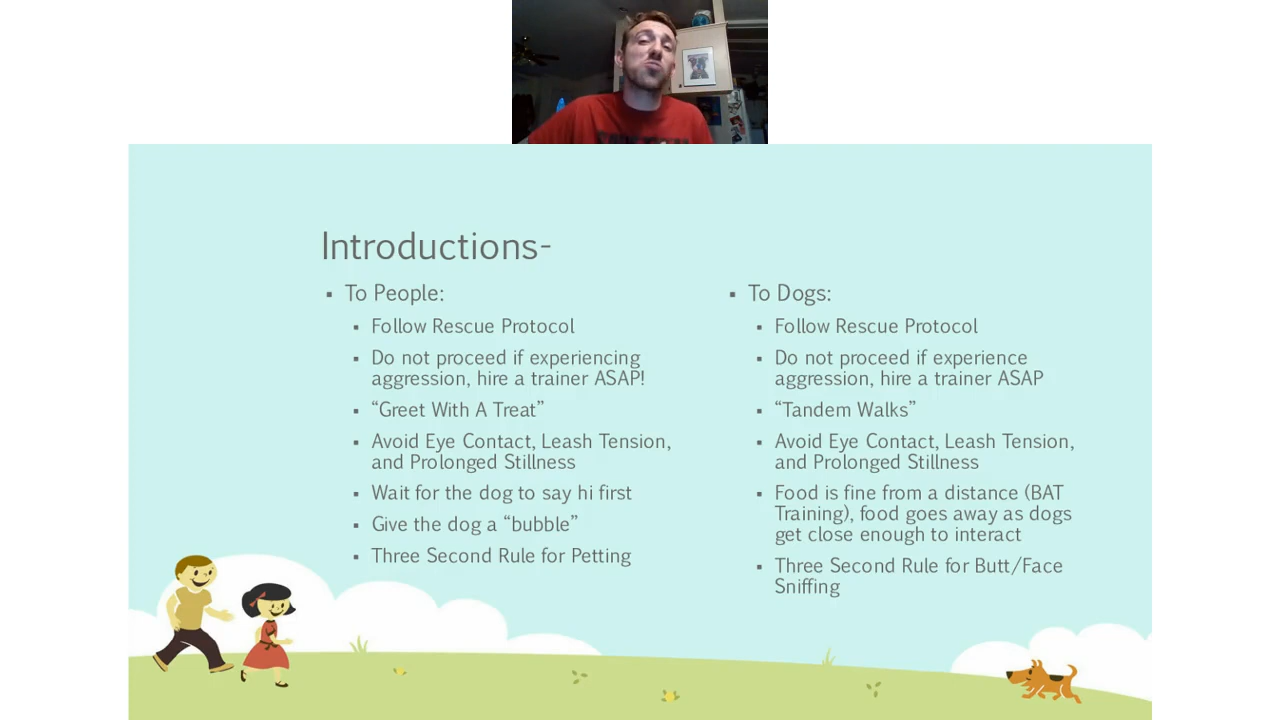 Introductions-
▪ To People:
▪ Follow Rescue Protocol
▪ Do not proceed if experiencing
aggression, hire a trainer ASAP!
▪ “Greet With A Treat”
▪ Avoid Eye Contact, Leash Tension,
and Prolonged Stillness
▪ Wait for the dog to say hi first
▪ Give the dog a “bubble”
▪ Three Second Rule for Petting
▪ To Dogs:
▪ Follow Rescue Protocol
▪ Do not proceed if experience
aggression, hire a trainer ASAP
▪ “Tandem Walks”
▪ Avoid Eye Contact, Leash Tension,
and Prolonged Stillness
▪ Food is fine from a distance (BAT
Training), food goes away as dogs
get close enough to interact
▪ Three Second Rule for Butt/Face
Sniffing